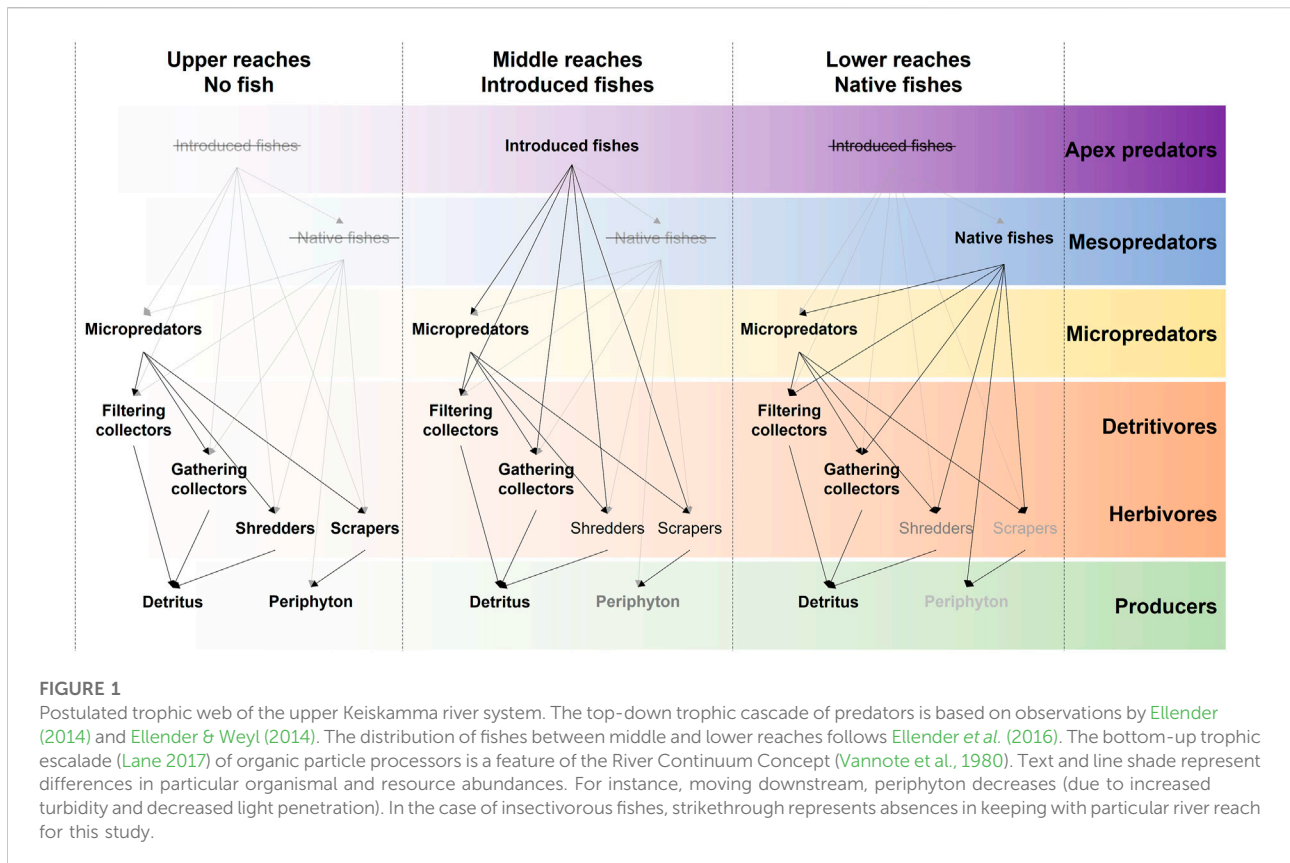 Upper reaches
No fish
Middle reaches
Introduced fishes
Lower reaches
Native fishes
Introduced fishes
Introduced fishes
Introduced fishes
Apex predators
Native fishes
Native fishes
Native fishes
Mesopredators
Micropredators
Micropredators
Micropredators
Micropredators
Filtering
collectors
Filtering
collectors
Filtering
collectors
Detritivores
Gathering
collectors
Gathering
collectors
Gathering
collectors
Shredders
Scrapers
Shredders
Scrapers
Shredders
Scrapers
Herbivores
Detritus
Periphyton
Detritus
Periphyton
Detritus
Periphyton
Producers
FIGURE 1
Postulated trophic web of the upper Keiskamma river system. The top-down trophic cascade of predators is based on observations by Ellender
(2014) and Ellender & Weyl (2014). The distribution of fishes between middle and lower reaches follows Ellender et al. (2016). The bottom-up trophic
escalade (Lane 2017) of organic particle processors is a feature of the River Continuum Concept (Vannote et al., 1980). Text and line shade represent
differences in particular organismal and resource abundances. For instance, moving downstream, periphyton decreases (due to increased
turbidity and decreased light penetration). In the case of insectivorous fishes, strikethrough represents absences in keeping with particular river reach
for this study.